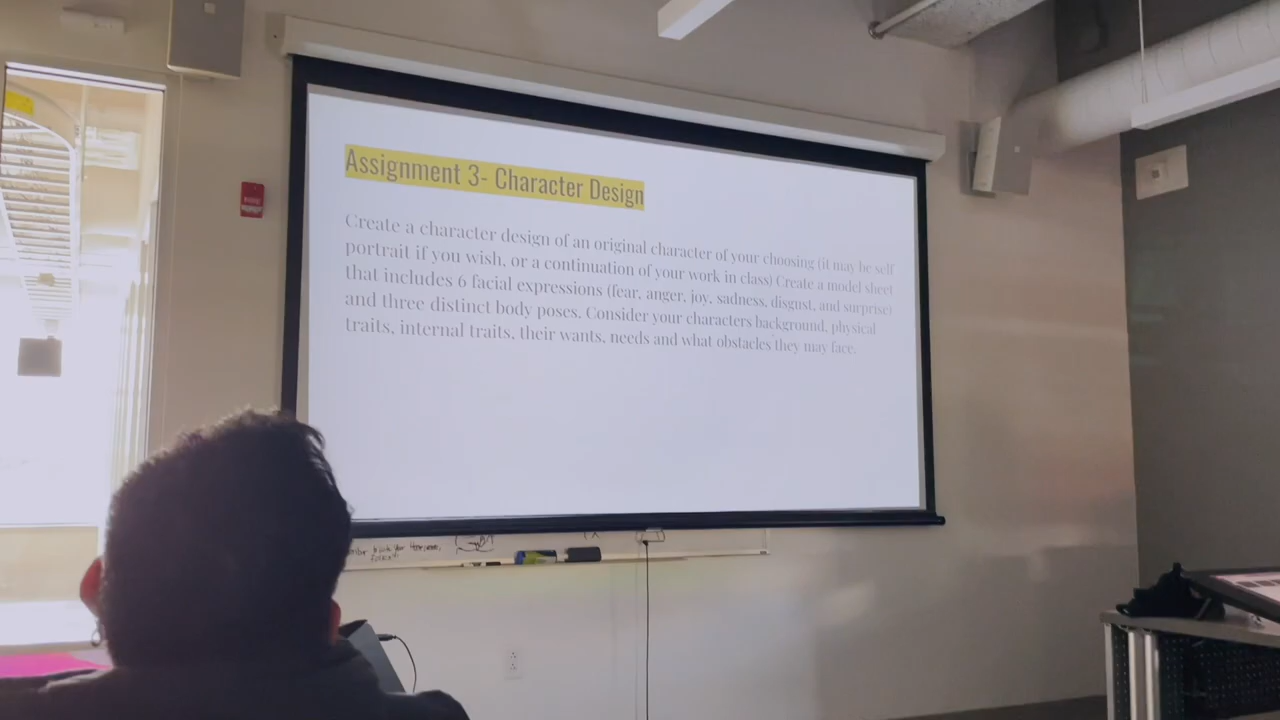 Assignment 3- Character Design
Create a character design of an original character of your choosing (it may be self
portrait if you wish, or a continuation of your work in class) Create a model sheet
that includes 6 facial expressions (fear, anger, joy, sadness, disgust, and surprise)
and three distinct body poses. Consider your characters background, physical
traits, internal traits, their wants, needs and what obstacles they may face.